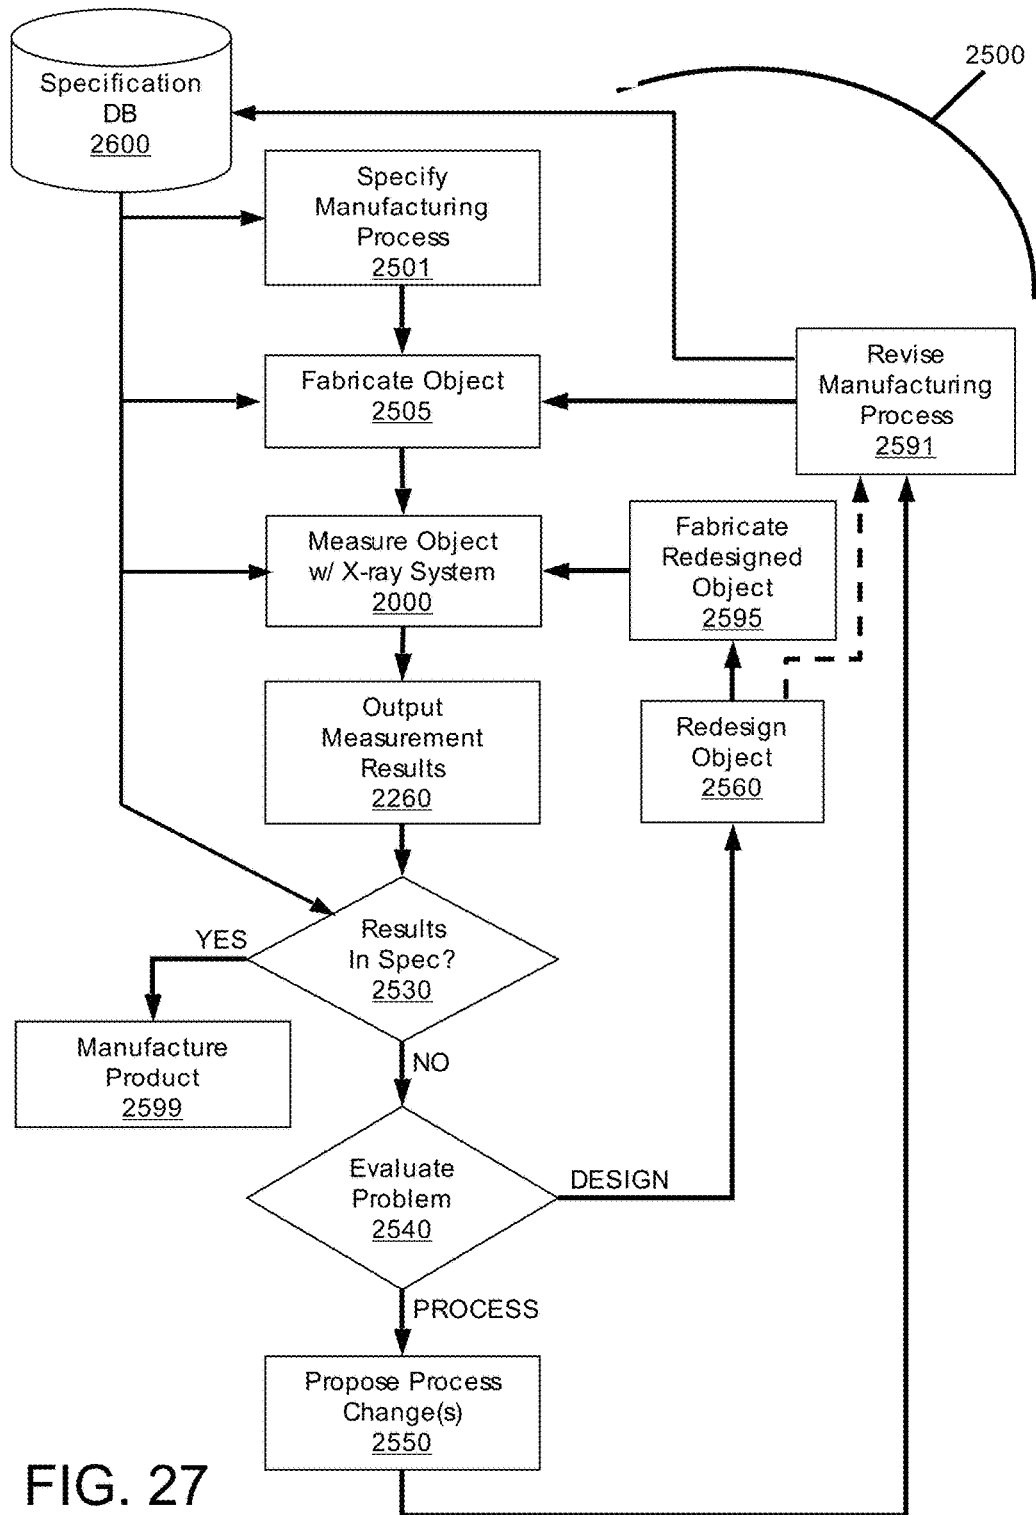 Specification
DB
2600
2500
Specify
Manufacturing
Process
2501
Fabricate Object
2505
Revise
Manufacturing
Process
2591
Measure Object
w/ X-ray System
2000
Fabricate
Redesigned
Object
2595
Output
Measurement
Results
2260
Redesign
Object
2560
Results
In Spec?
2530
YES
NO
Manufacture
Product
2599
Evaluate
Problem
2540
DESIGN
PROCESS
Propose Process
Change(s)
2550
FIG. 27